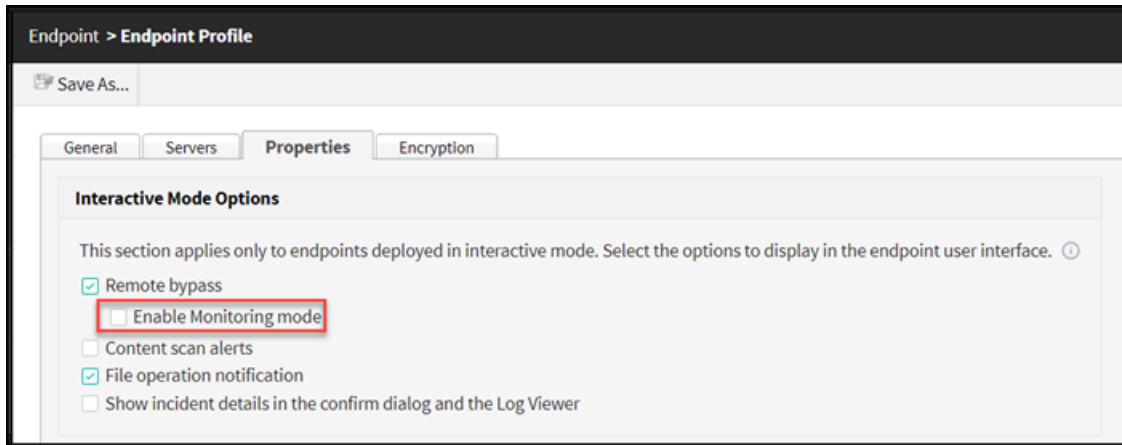 Endpoint > Endpoint Profile
Save As...
General Servers Properties Encryption
Interactive Mode Options
This section applies only to endpoints deployed in interactive mode. Select the options to display in the endpoint user interface.
Remote bypass
Enable Monitoring mode
Content scan alerts
File operation notification
Show incident details in the confirm dialog and the Log Viewer